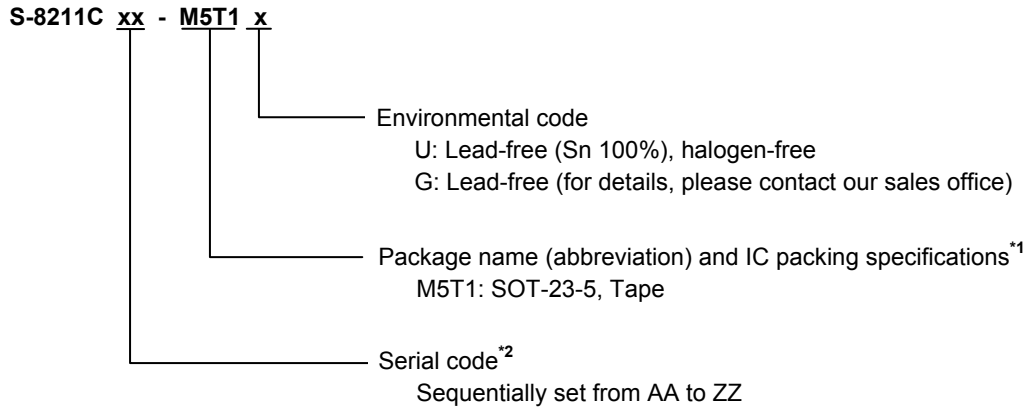 S-8211C xx - M5T1 x
Environmental code
U: Lead-free (Sn 100%), halogen-free
G: Lead-free (for details, please contact our sales office)
Package name (abbreviation) and IC packing specifications*1
M5T1: SOT-23-5, Tape
Serial code*2
Sequentially set from AA to ZZ